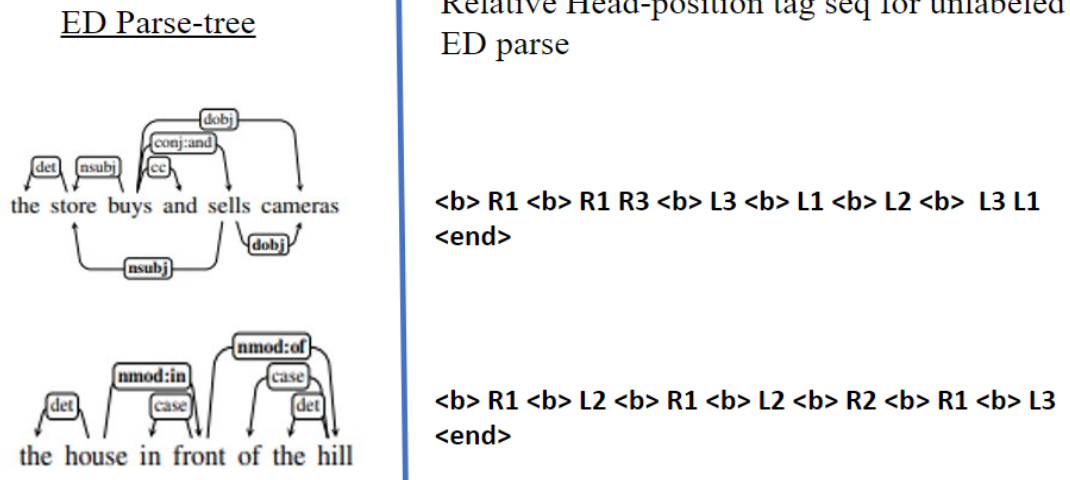 ED Parse-tree
Relative Head-position tag seq for unlabeled
ED parse
dobj
conj:and
det nsubj cc
the store buys and sells cameras
dobj
nsubj
<b> R1 <b> R1 R3 <b> L3 <b> L1 <b> L2 <b> L3 L1
<end>
nmod:of
nmod:in case
det case det
the house in front of the hill
<b> R1 <b> L2 <b> R1 <b> L2 <b> R2 <b> R1 <b> L3
<end>